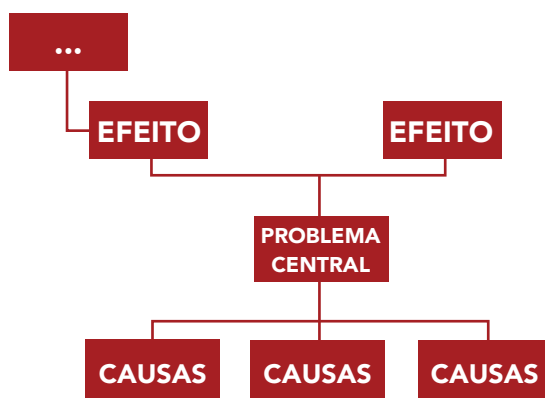 ...
EFEITO
EFEITO
PROBLEMA
CENTRAL
CAUSAS
CAUSAS
CAUSAS